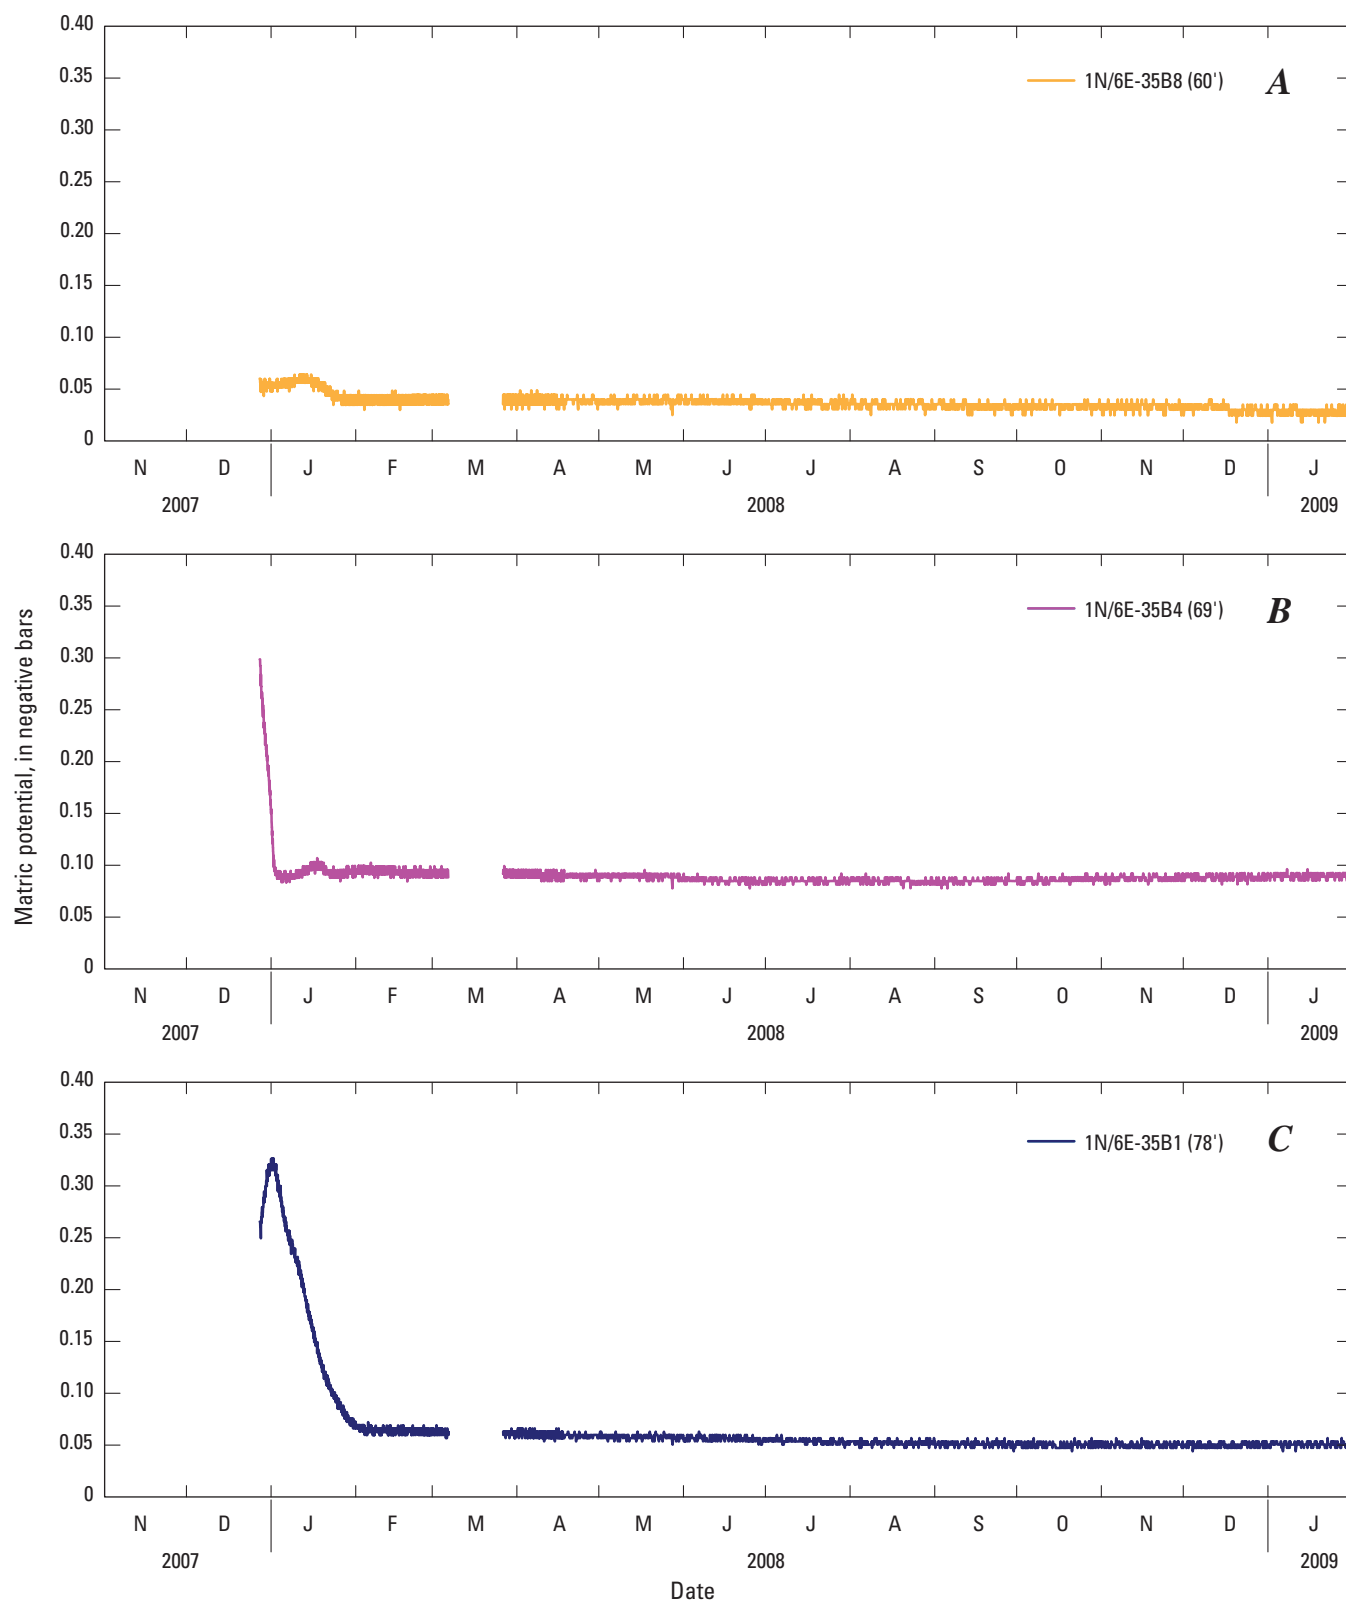 0.40
0.35
0.30
0.25
0.20
0.15
0.10
0.05
0
1N/6E-35B8 (60')
A
N D J F M A M J J A S O N D J
2007 2008 2009
Matric potential, in negative bars
0.40
0.35
0.30
0.25
0.20
0.15
0.10
0.05
0
1N/6E-35B4 (69')
B
N D J F M A M J J A S O N D J
2007 2008 2009
0.40
0.35
0.30
0.25
0.20
0.15
0.10
0.05
0
1N/6E-35B1 (78')
C
N D J F M A M J J A S O N D J
2007 2008 2009
Date